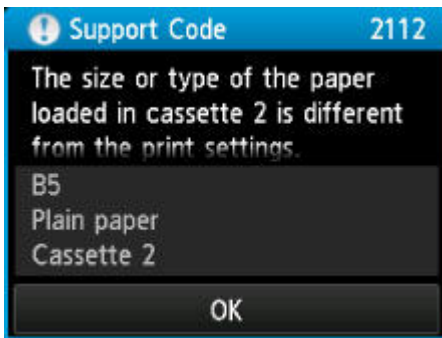 Support Code 2112
The size or type of the paper
loaded in cassette 2 is different
from the print settings.
B5
Plain paper
Cassette 2
OK